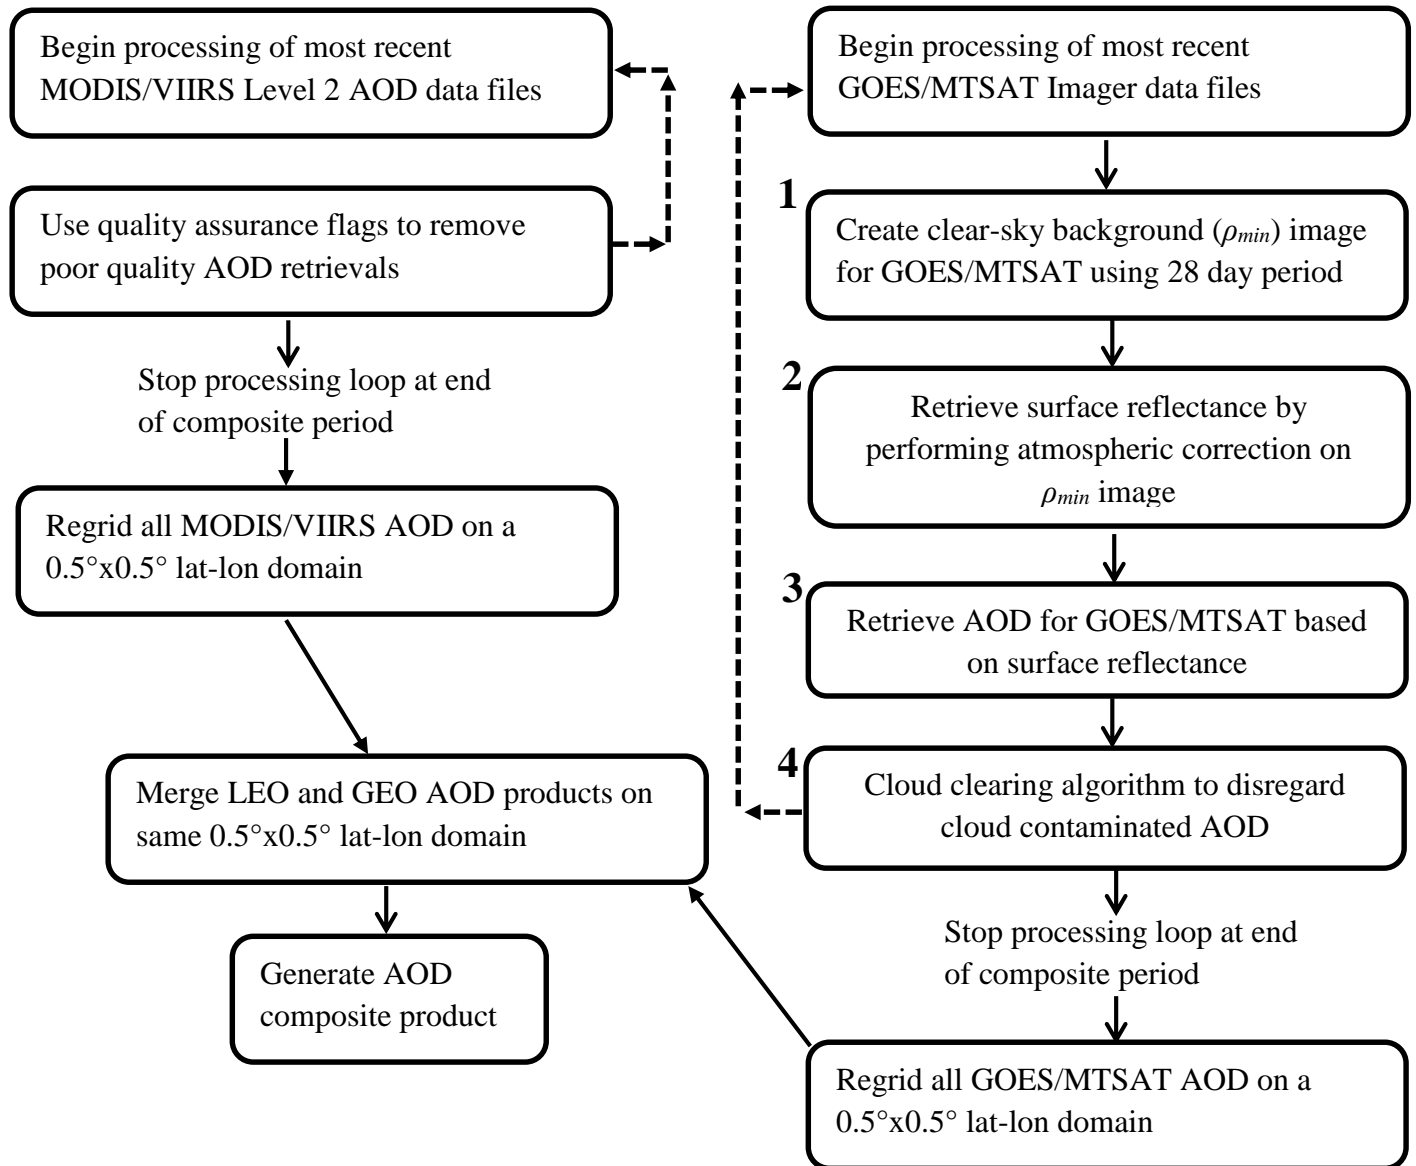 Begin processing of most recent
MODIS/VIIRS Level 2 AOD data files
Use quality assurance flags to remove
poor quality AOD retrievals
Stop processing loop at end
of composite period
Regrid all MODIS/VIIRS AOD on a
0.5°x0.5° lat-lon domain
Merge LEO and GEO AOD products on
same 0.5°x0.5° lat-lon domain
Generate AOD
composite product
Begin processing of most recent
GOES/MTSAT Imager data files
1
Create clear-sky background (ρmin) image
for GOES/MTSAT using 28 day period
2
Retrieve surface reflectance by
performing atmospheric correction on
ρmin image
3
Retrieve AOD for GOES/MTSAT based
on surface reflectance
4
Cloud clearing algorithm to disregard
cloud contaminated AOD
Stop processing loop at end
of composite period
Regrid all GOES/MTSAT AOD on a
0.5°x0.5° lat-lon domain